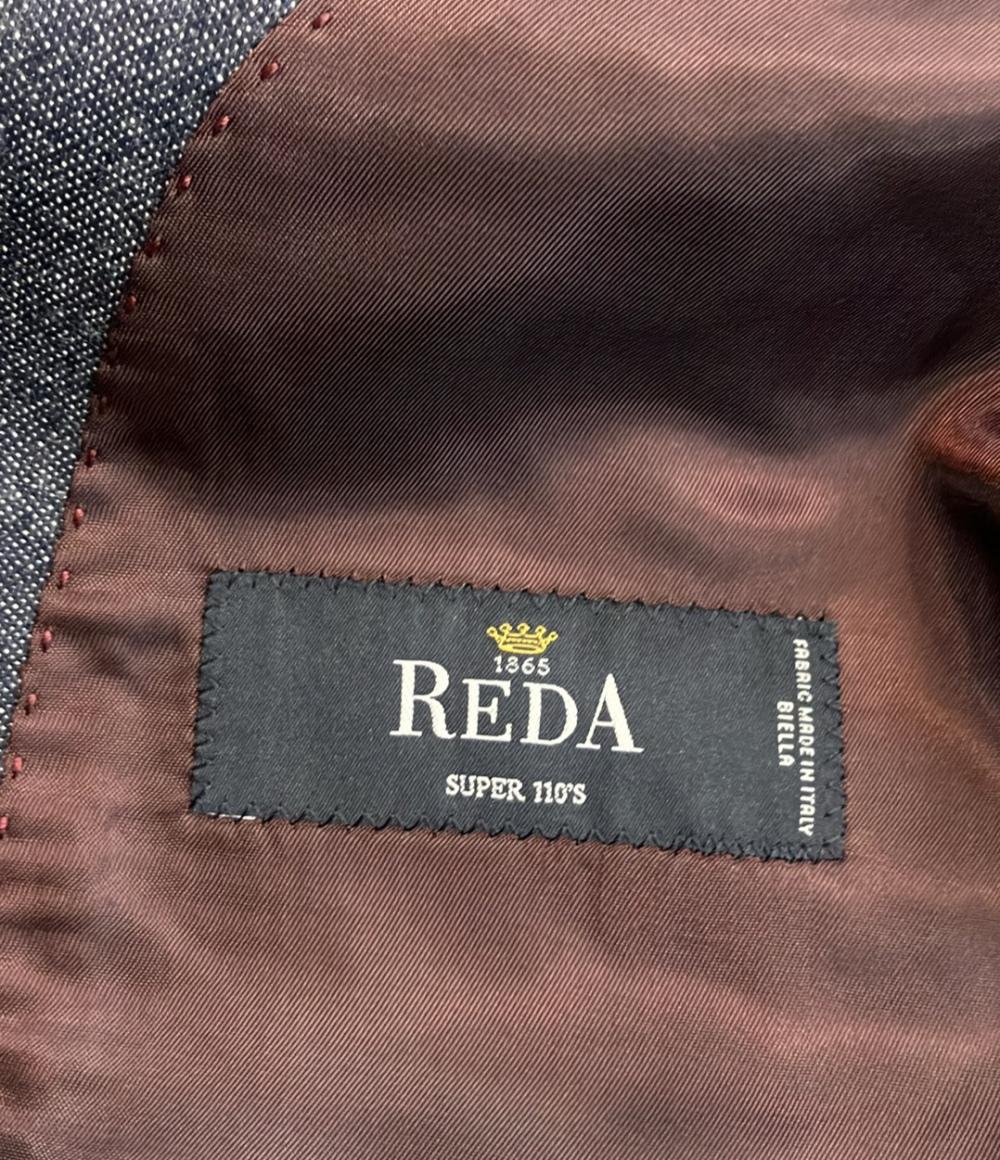 1865
REDA
SUPER 110'S
FABRIC MADE IN ITALY
BIELLA